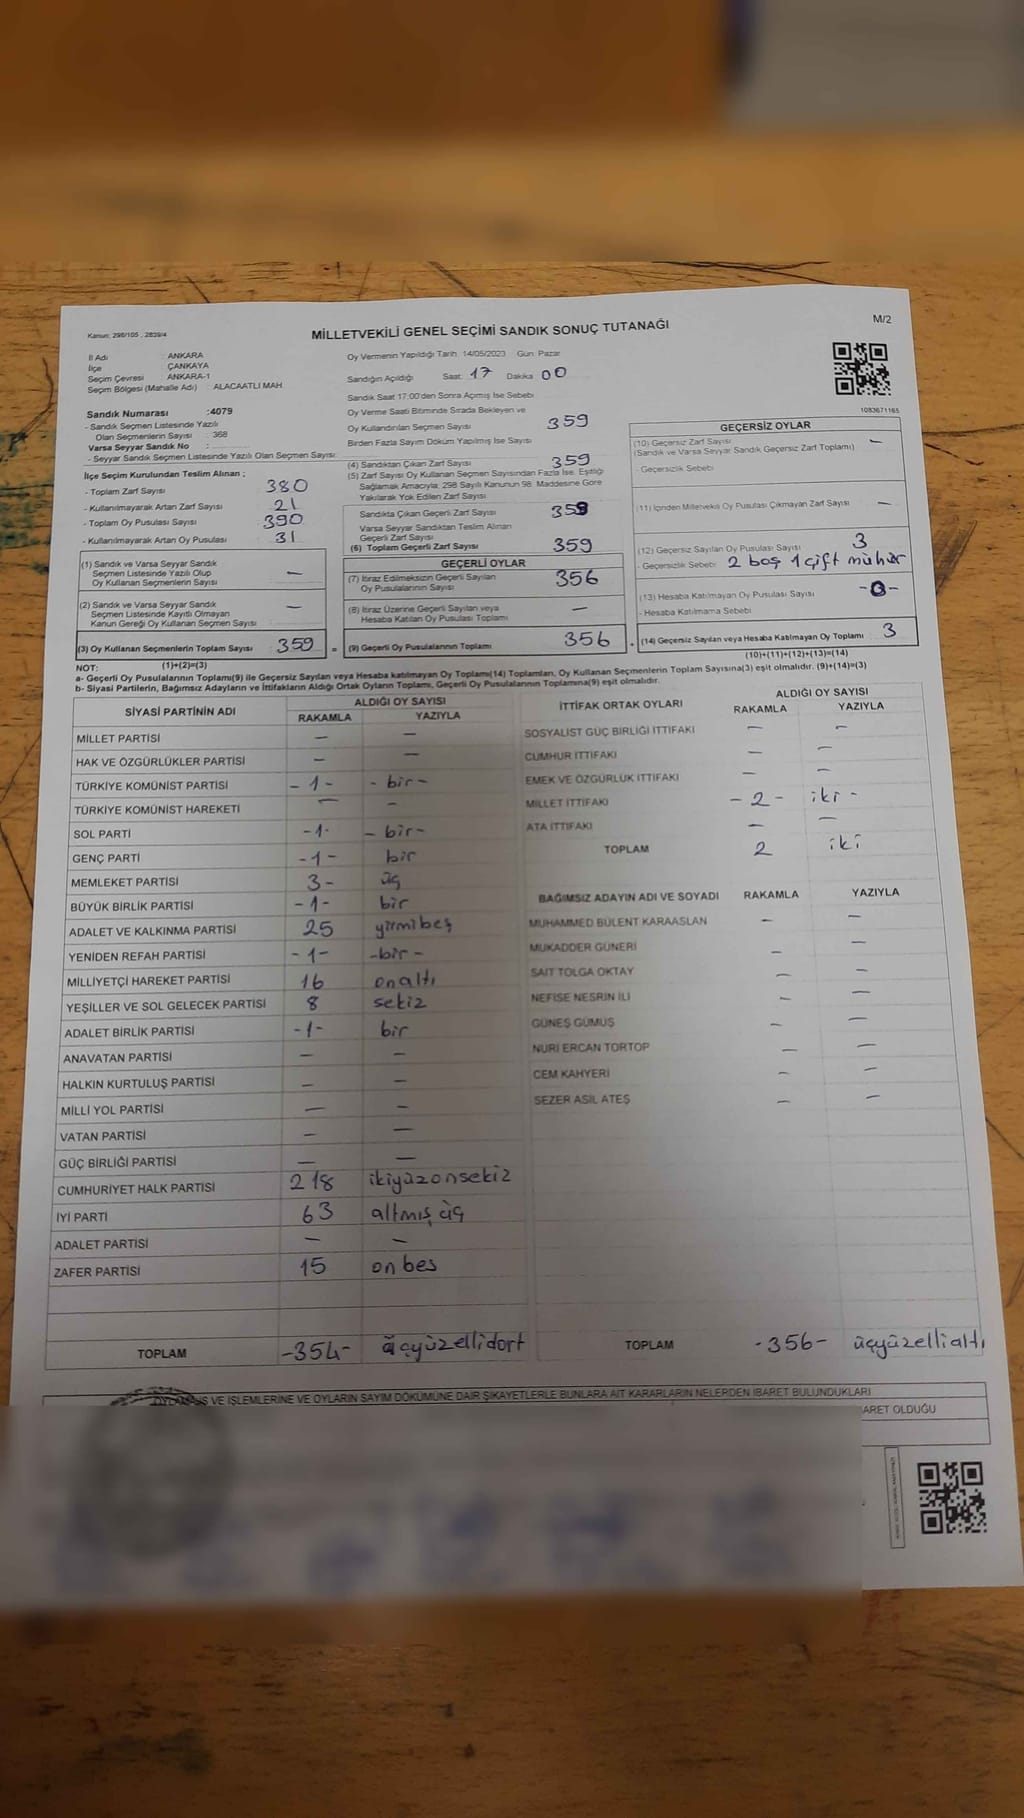 Kanun: 298/105 , 2839/4
MİLLETVEKİLİ GENEL SEÇİMİ SANDIK SONUÇ TUTANAĞI
M/2
İl Adı : ANKARA
İlçe : ÇANKAYA
Seçim Çevresi : ANKARA-1
Seçim Bölgesi (Mahalle Adı) : ALACAATLI MAH.
Sandık Numarası :4079
- Sandık Seçmen Listesinde Yazılı
Olan Seçmenlerin Sayısı : 368
Varsa Seyyar Sandık No :
- Seyyar Sandık Seçmen Listesinde Yazılı Olan Seçmen Sayısı:
İlçe Seçim Kurulundan Teslim Alınan ;
- Toplam Zarf Sayısı : 380
- Kullanılmayarak Artan Zarf Sayısı : 21
- Toplam Oy Pusulası Sayısı : 390
- Kullanılmayarak Artan Oy Pusulası : 31
(1) Sandık ve Varsa Seyyar Sandık
Seçmen Listesinde Yazılı Olup
Oy Kullanan Seçmenlerin Sayısı —
(2) Sandık ve Varsa Seyyar Sandık
Seçmen Listesinde Kayıtlı Olmayan
Kanun Gereği Oy Kullanan Seçmen Sayısı —
(3) Oy Kullanan Seçmenlerin Toplam Sayısı 359 =
(1)+(2)=(3)
Oy Vermenin Yapıldığı Tarih: 14/05/2023 Gün: Pazar
Sandığın Açıldığı Saat: 17 Dakika 00
Sandık Saat 17:00'den Sonra Açılmış İse Sebebi
Oy Verme Saati Bitiminde Sırada Bekleyen ve
Oy Kullandırılan Seçmen Sayısı 359
Birden Fazla Sayım Döküm Yapılmış İse Sayısı
(4) Sandıktan Çıkan Zarf Sayısı 359
(5) Zarf Sayısı Oy Kullanan Seçmen Sayısından Fazla İse, Eşitliği
Sağlamak Amacıyla, 298 Sayılı Kanunun 98. Maddesine Göre
Yakılarak Yok Edilen Zarf Sayısı
Sandıkta Çıkan Geçerli Zarf Sayısı 359
Varsa Seyyar Sandıktan Teslim Alınan
Geçerli Zarf Sayısı
(6) Toplam Geçerli Zarf Sayısı 359
GEÇERLİ OYLAR
(7) İtiraz Edilmeksizin Geçerli Sayılan
Oy Pusulalarının Sayısı 356
(8) İtiraz Üzerine Geçerli Sayılan veya
Hesaba Katılan Oy Pusulası Toplamı —
(9) Geçerli Oy Pusulalarının Toplamı 356
1083671165
GEÇERSİZ OYLAR
(10) Geçersiz Zarf Sayısı —
(Sandık ve Varsa Seyyar Sandık Geçersiz Zarf Toplamı)
- Geçersizlik Sebebi
(11) İçinden Milletvekili Oy Pusulası Çıkmayan Zarf Sayısı —
(12) Geçersiz Sayılan Oy Pusulası Sayısı 3
- Geçersizlik Sebebi 2 boş 1 çift mühür
(13) Hesaba Katılmayan Oy Pusulası Sayısı -0-
- Hesaba Katılmama Sebebi
(14) Geçersiz Sayılan veya Hesaba Katılmayan Oy Toplamı 3
(10)+(11)+(12)+(13)=(14)
NOT:
a- Geçerli Oy Pusulalarının Toplamı(9) ile Geçersiz Sayılan veya Hesaba katılmayan Oy Toplamı(14) Toplamları, Oy Kullanan Seçmenlerin Toplam Sayısına(3) eşit olmalıdır. (9)+(14)=(3)
b- Siyasi Partilerin, Bağımsız Adayların ve İttifakların Aldığı Ortak Oyların Toplamı, Geçerli Oy Pusulalarının Toplamına(9) eşit olmalıdır.
SİYASİ PARTİNİN ADI ALDIĞI OY SAYISI
RAKAMLA YAZIYLA
MİLLET PARTİSİ — —
HAK VE ÖZGÜRLÜKLER PARTİSİ — —
TÜRKİYE KOMÜNİST PARTİSİ -1- -bir-
TÜRKİYE KOMÜNİST HAREKETİ — —
SOL PARTİ -1- -bir-
GENÇ PARTİ -1- bir
MEMLEKET PARTİSİ 3- üç
BÜYÜK BİRLİK PARTİSİ -1- bir
ADALET VE KALKINMA PARTİSİ 25 yirmibeş
YENİDEN REFAH PARTİSİ -1- -bir-
MİLLİYETÇİ HAREKET PARTİSİ 16 onaltı
YEŞİLLER VE SOL GELECEK PARTİSİ 8 sekiz
ADALET BİRLİK PARTİSİ -1- bir
ANAVATAN PARTİSİ — —
HALKIN KURTULUŞ PARTİSİ — —
MİLLİ YOL PARTİSİ — —
VATAN PARTİSİ — —
GÜÇ BİRLİĞİ PARTİSİ — —
CUMHURİYET HALK PARTİSİ 218 ikiyüzonsekiz
İYİ PARTİ 63 altmış üç
ADALET PARTİSİ — —
ZAFER PARTİSİ 15 onbes
TOPLAM -354- üçyüzellidort
İTTİFAK ORTAK OYLARI ALDIĞI OY SAYISI
RAKAMLA YAZIYLA
SOSYALİST GÜÇ BİRLİĞİ İTTİFAKI — —
CUMHUR İTTİFAKI — —
EMEK VE ÖZGÜRLÜK İTTİFAKI — —
MİLLET İTTİFAKI -2- iki-
ATA İTTİFAKI — —
TOPLAM 2 iki
BAĞIMSIZ ADAYIN ADI VE SOYADI RAKAMLA YAZIYLA
MUHAMMED BÜLENT KARAASLAN — —
MUKADDER GÜNERİ — —
SAİT TOLGA OKTAY — —
NEFİSE NESRİN İLİ — —
GÜNEŞ GÜMÜŞ — —
NURİ ERCAN TORTOP — —
CEM KAHYERİ — —
SEZER ASİL ATEŞ — —
TOPLAM -356- üçyüzellialtı
VE İŞLEMLERİNE VE OYLARIN SAYIM DÖKÜMÜNE DAİR ŞİKAYETLERLE BUNLARA AİT KARARLARIN NELERDEN İBARET BULUNDUKLARI
ARET OLDUĞU